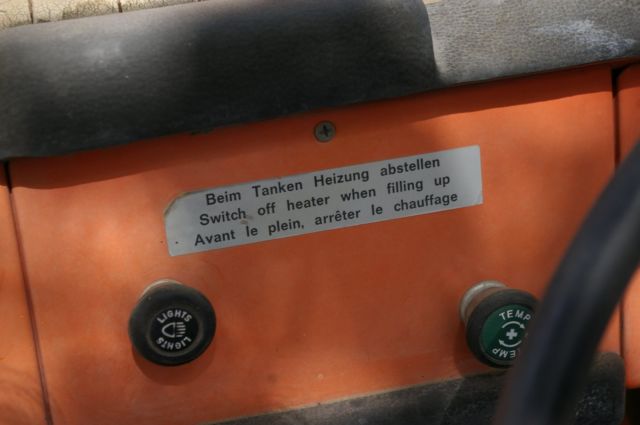 Beim Tanken Heizung abstellen
Switch off heater when filling up
Avant le plein, arrêter le chauffage
LIGHTS
LIGHTS
TEMP
TEMP